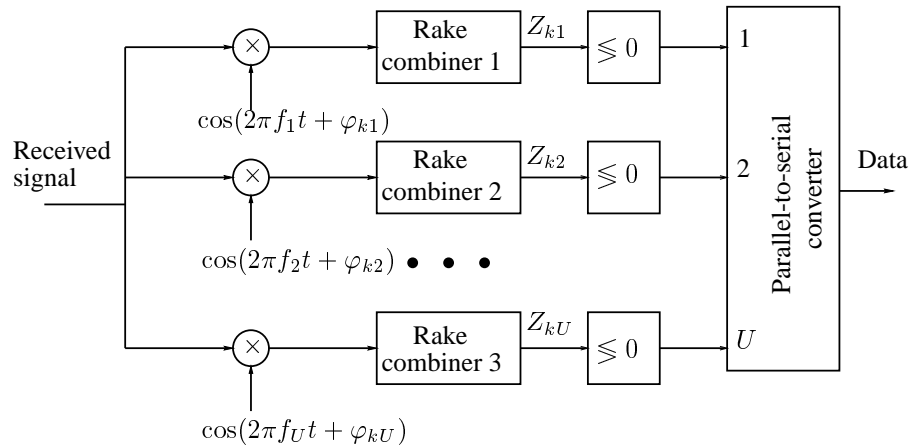 Rake
combiner 1
Z_{k1}
≶ 0
1
cos(2πf_1t + φ_{k1})
Received
signal
Rake
combiner 2
Z_{k2}
≶ 0
2
cos(2πf_2t + φ_{k2})
Rake
combiner 3
Z_{kU}
≶ 0
U
cos(2πf_Ut + φ_{kU})
Parallel-to-serial
converter
Data